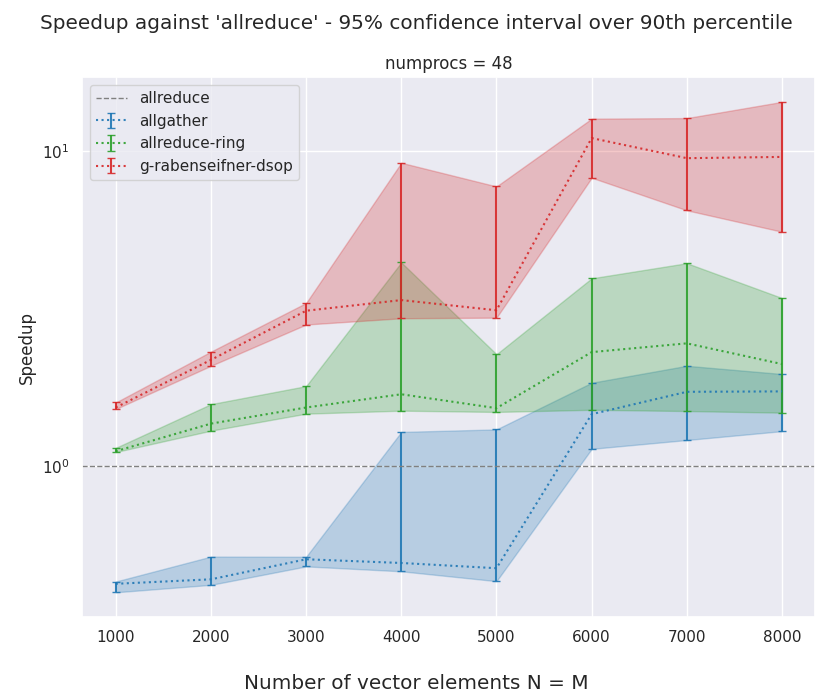 Speedup against 'allreduce' - 95% confidence interval over 90th percentile
numprocs = 48
allreduce
allgather
allreduce-ring
g-rabenseifner-dsop
10¹
10⁰
Speedup
1000 2000 3000 4000 5000 6000 7000 8000
Number of vector elements N = M